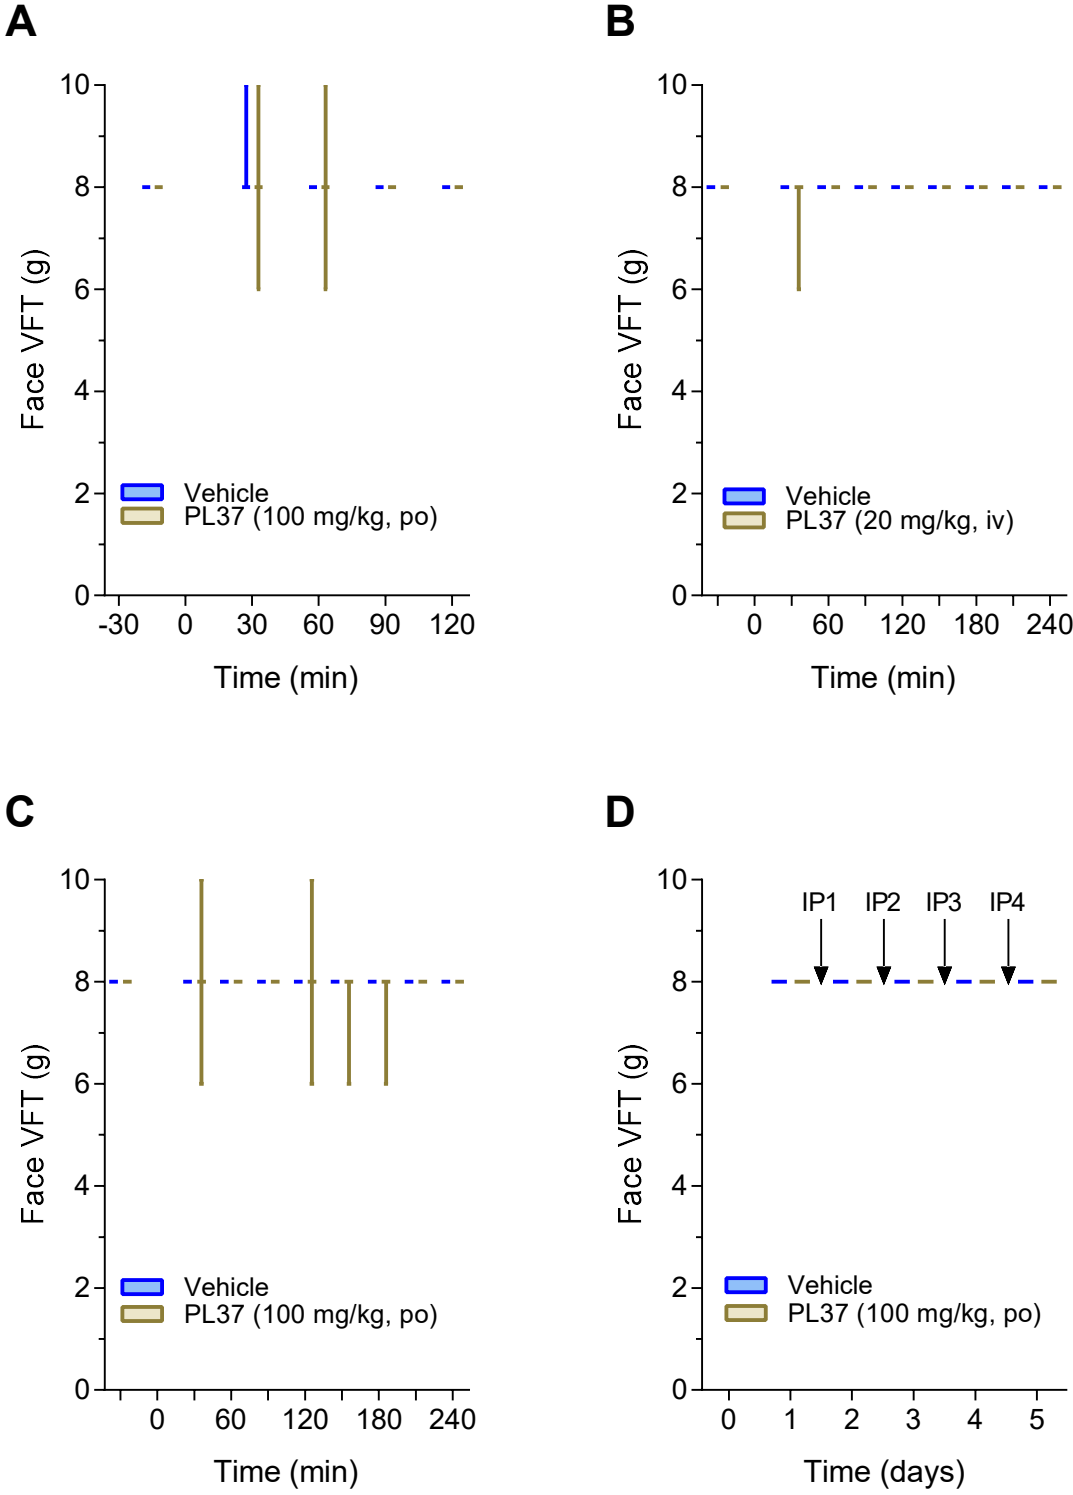 A
Face VFT (g)
10
8
6
4
2
0
Vehicle
PL37 (100 mg/kg, po)
-30 0 30 60 90 120
Time (min)
B
Face VFT (g)
10
8
6
4
2
0
Vehicle
PL37 (20 mg/kg, iv)
0 60 120 180 240
Time (min)
C
Face VFT (g)
10
8
6
4
2
0
Vehicle
PL37 (100 mg/kg, po)
0 60 120 180 240
Time (min)
D
Face VFT (g)
10
8
6
4
2
0
IP1 IP2 IP3 IP4
Vehicle
PL37 (100 mg/kg, po)
0 1 2 3 4 5
Time (days)